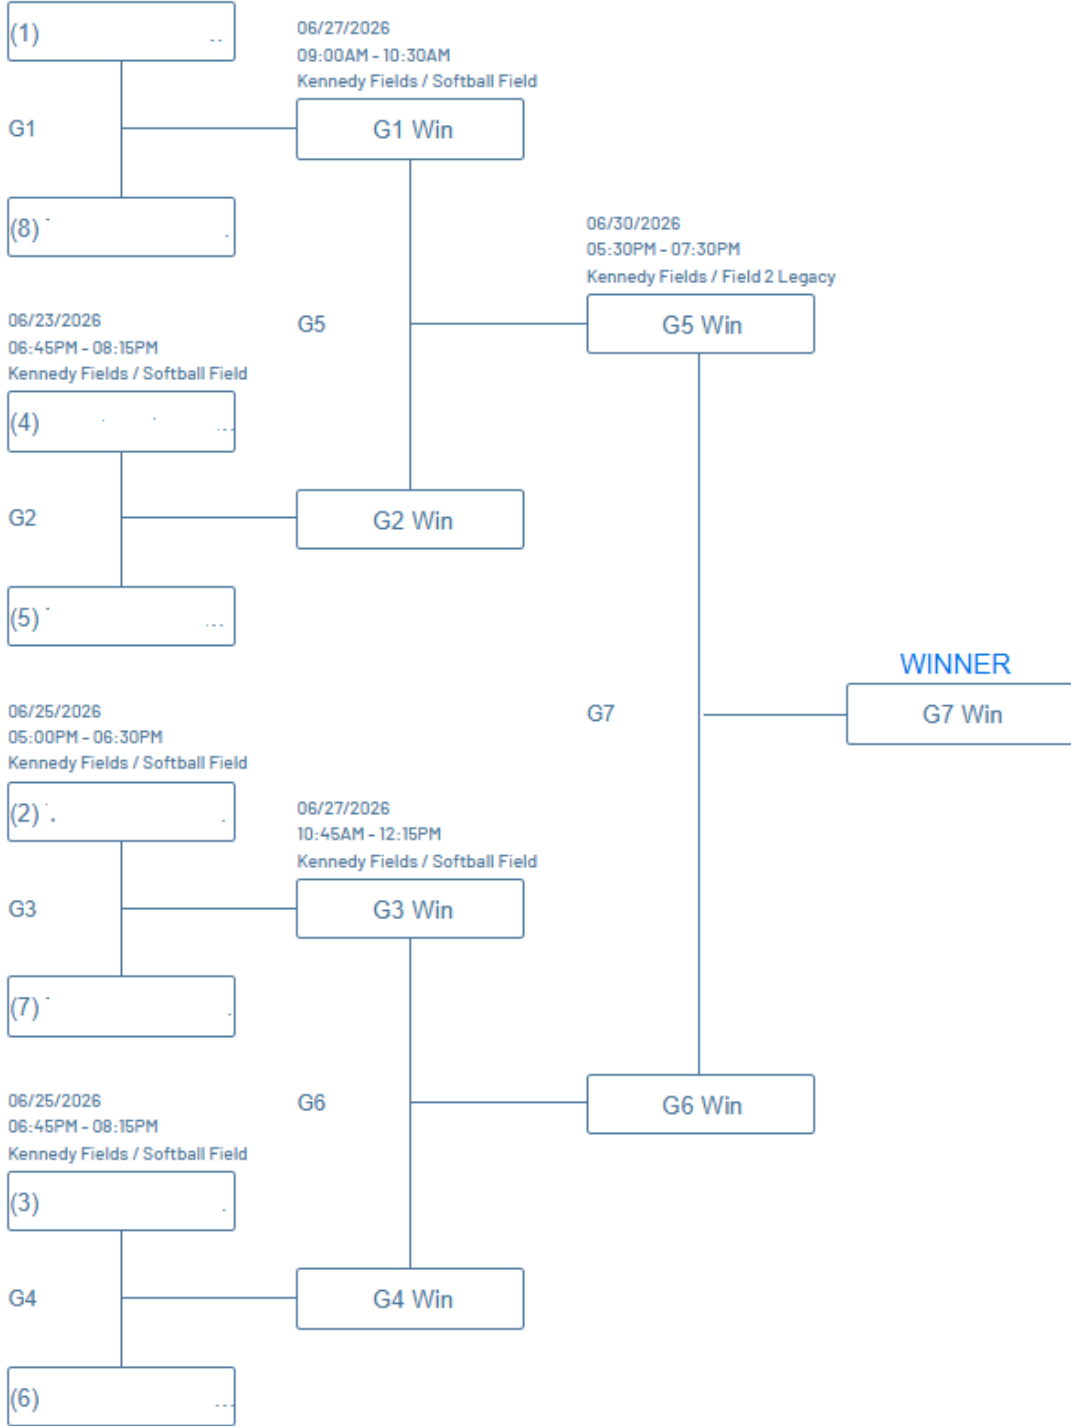 (1)
G1
(8)
06/27/2026
09:00AM - 10:30AM
Kennedy Fields / Softball Field
G1 Win
06/23/2026
06:45PM - 08:15PM
Kennedy Fields / Softball Field
(4)
G2
(5)
G5
G2 Win
06/30/2026
05:30PM - 07:30PM
Kennedy Fields / Field 2 Legacy
G5 Win
06/25/2026
05:00PM - 06:30PM
Kennedy Fields / Softball Field
(2)
G3
(7)
06/27/2026
10:45AM - 12:15PM
Kennedy Fields / Softball Field
G3 Win
06/25/2026
06:45PM - 08:15PM
Kennedy Fields / Softball Field
(3)
G4
(6)
G6
G4 Win
G6 Win
G7
WINNER
G7 Win